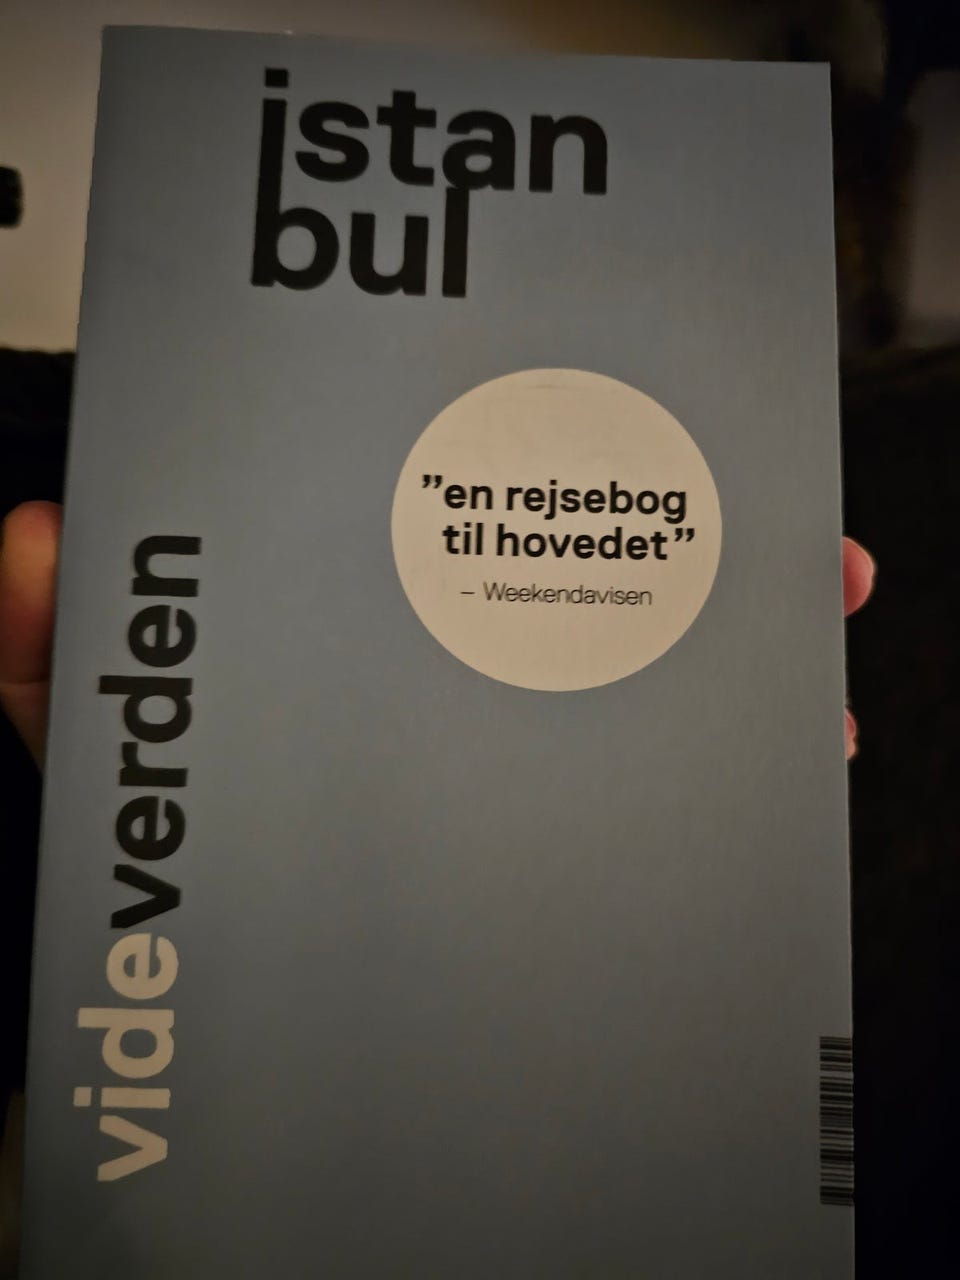 istan
bul
"en rejsebog
til hovedet"
– Weekendavisen
videverden